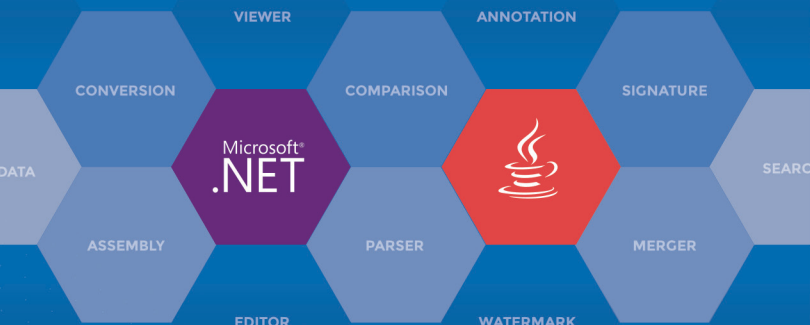 VIEWER
ANNOTATION
CONVERSION
COMPARISON
SIGNATURE
Microsoft®
.NET
DATA
SEARC
ASSEMBLY
PARSER
MERGER
EDITOR
WATERMARK